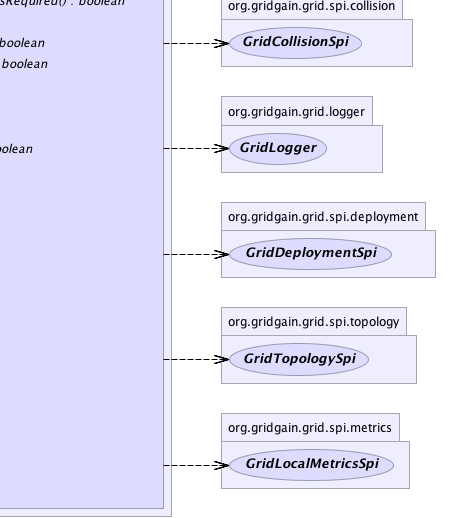 org.gridgain.grid.spi.collision
sRequired() : boolean
GridCollisionSpi
boolean
boolean
org.gridgain.grid.logger
GridLogger
org.gridgain.grid.spi.deployment
GridDeploymentSpi
org.gridgain.grid.spi.topology
GridTopologySpi
org.gridgain.grid.spi.metrics
GridLocalMetricsSpi